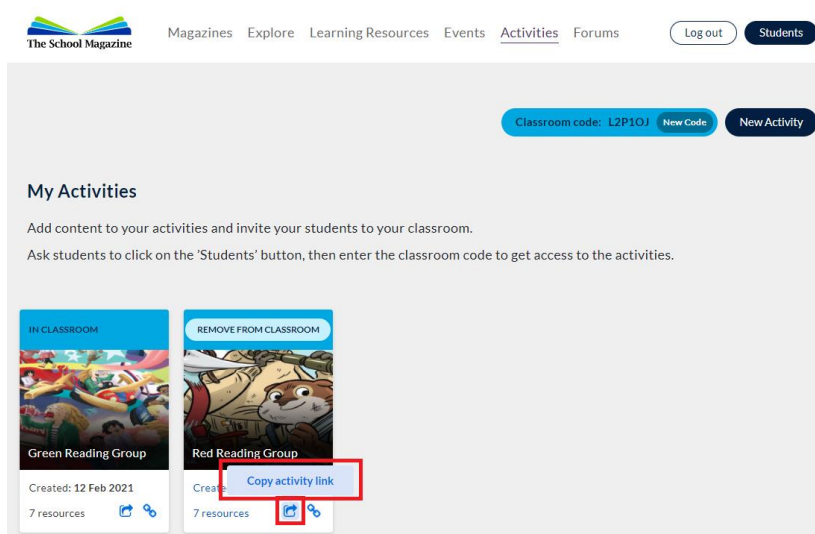 The School Magazine
Magazines Explore Learning Resources Events Activities Forums Log out Students
Classroom code: L2P1OJ New Code New Activity
My Activities
Add content to your activities and invite your students to your classroom.
Ask students to click on the 'Students' button, then enter the classroom code to get access to the activities.
IN CLASSROOM REMOVE FROM CLASSROOM
Green Reading Group Red Reading Group
Copy activity link
Created: 12 Feb 2021 Create
7 resources 7 resources